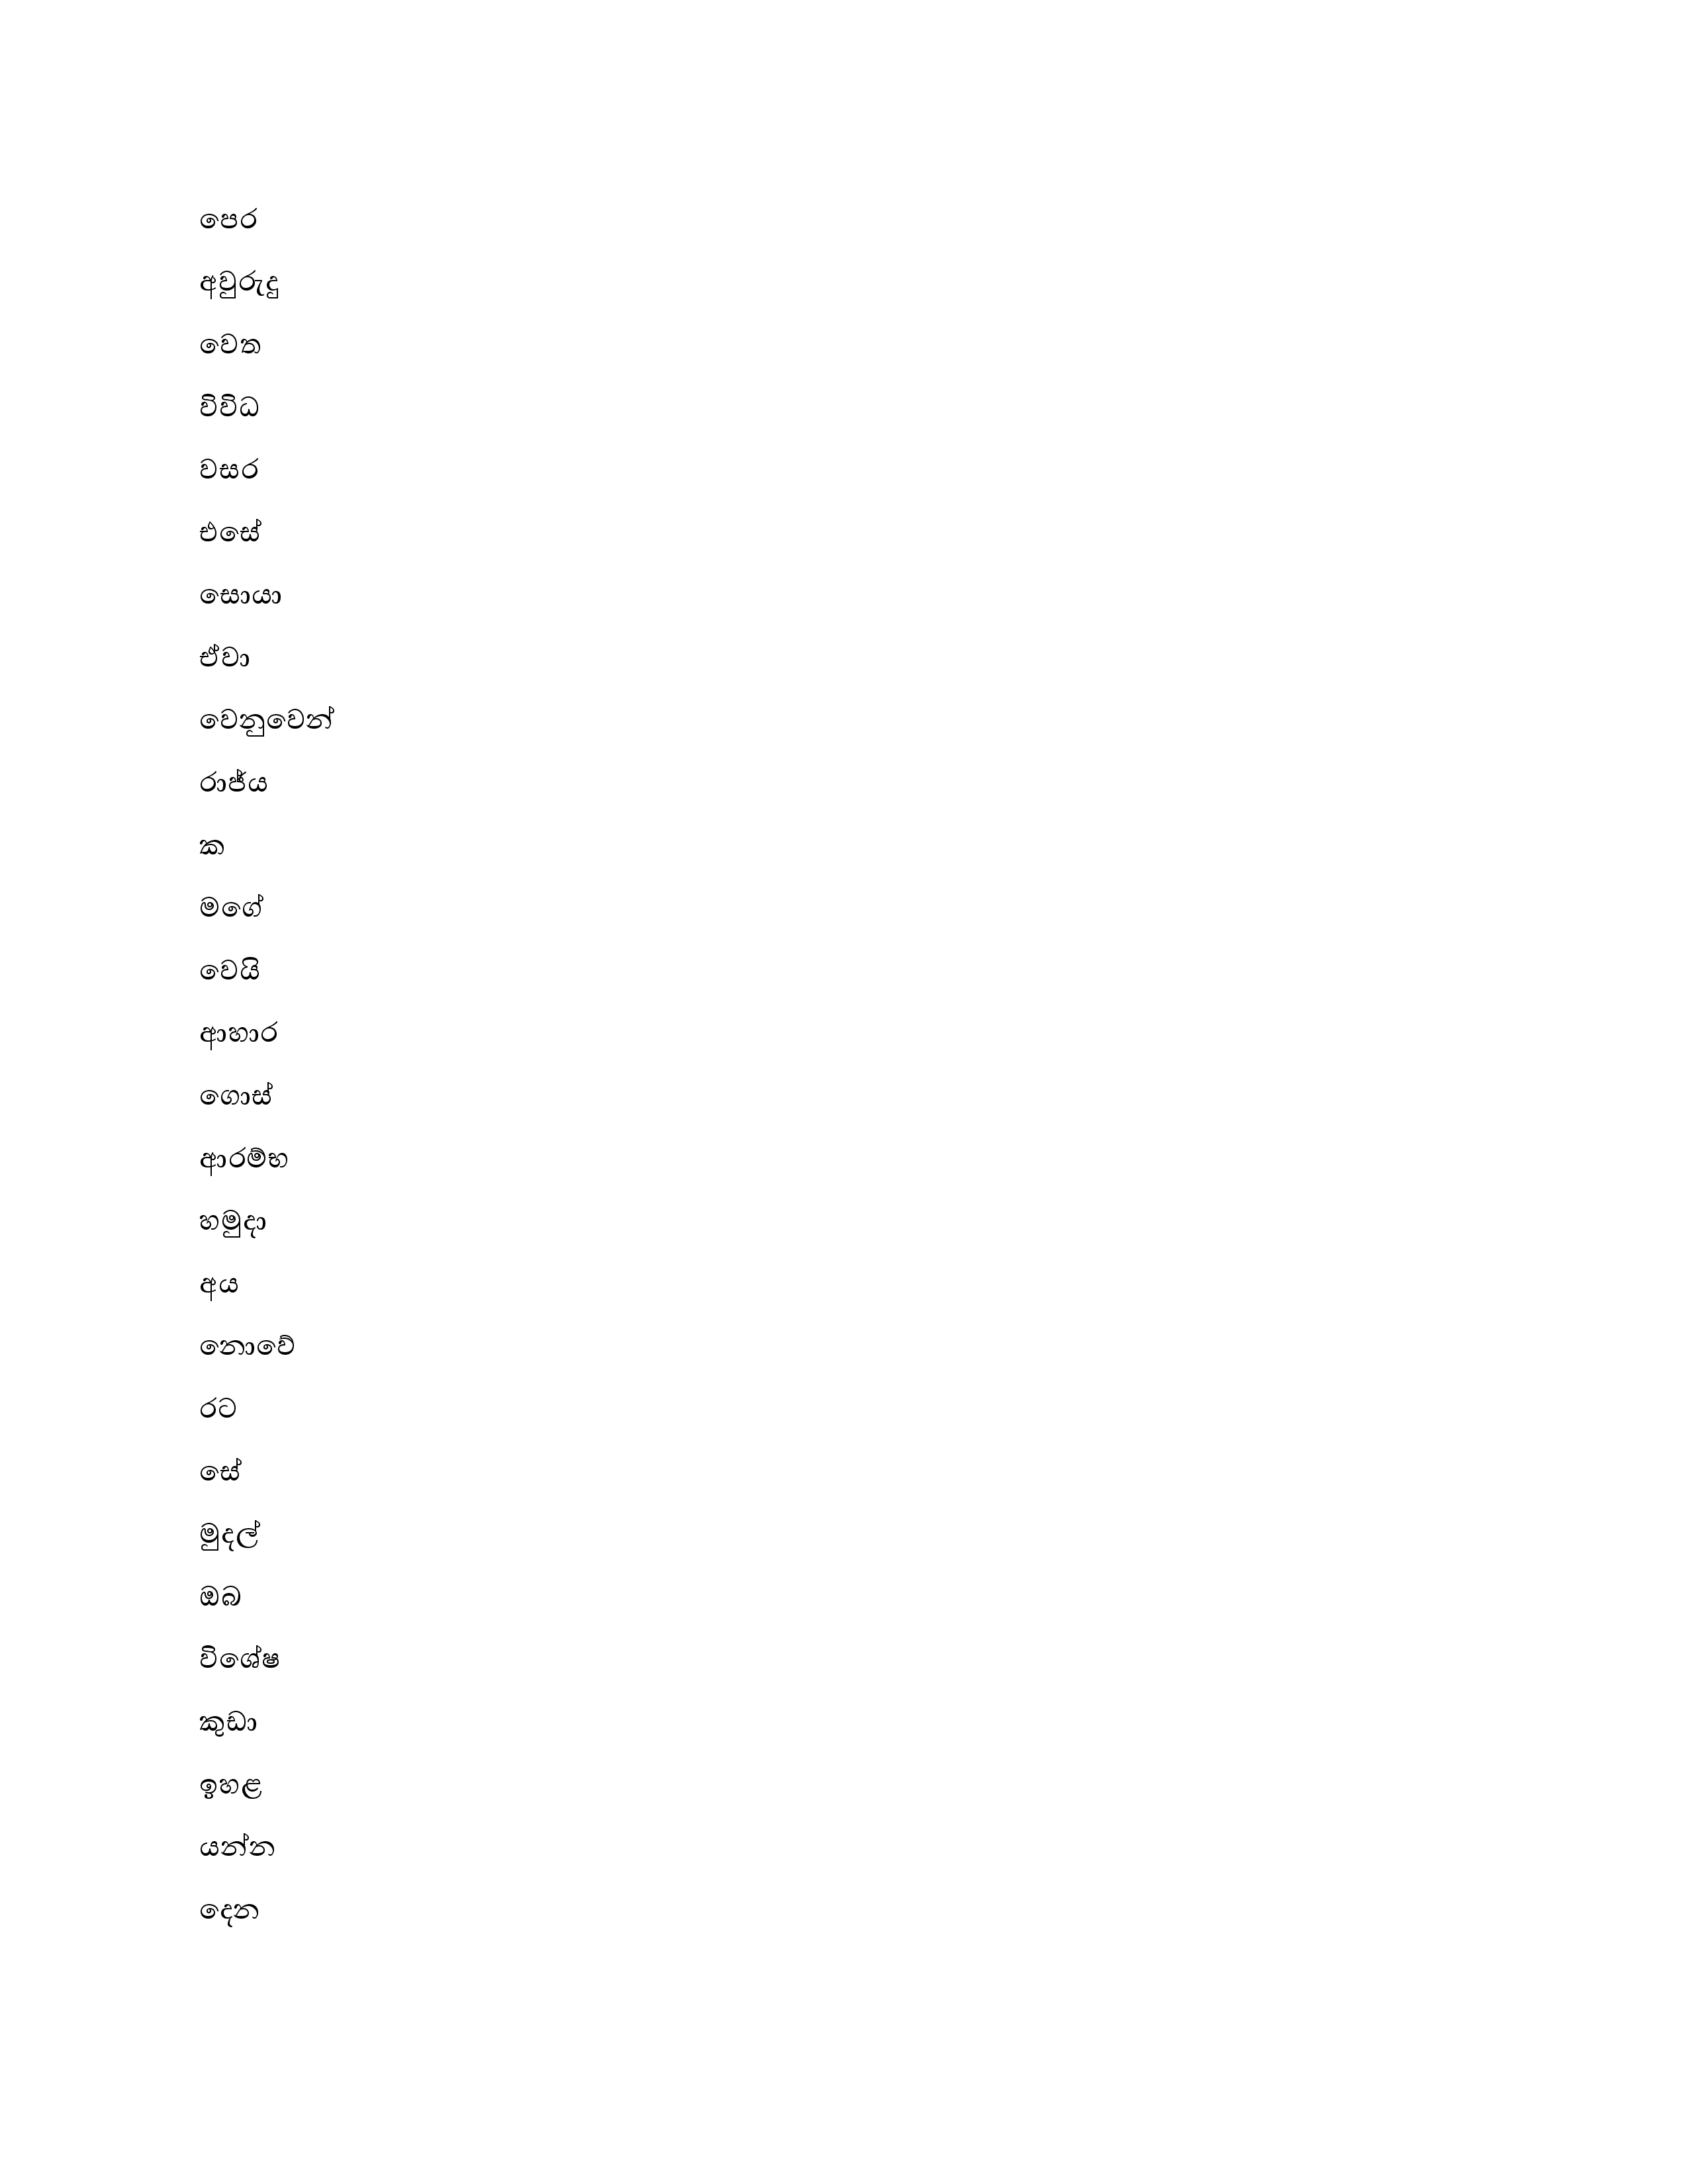 පෙර
අවුරුදු
වෙත
විවිධ
වසර
එසේ
සොයා
ඒවා
වෙනුවෙන්
රාජ්ය
ක
මගේ
වෙයි
ආහාර
ගොස්
ආරම්භ
හමුදා
අය
නොවේ
රට
සේ
මුදල්
ඔබ
විශේෂ
කුඩා
ඉහළ
යන්න
දෙන